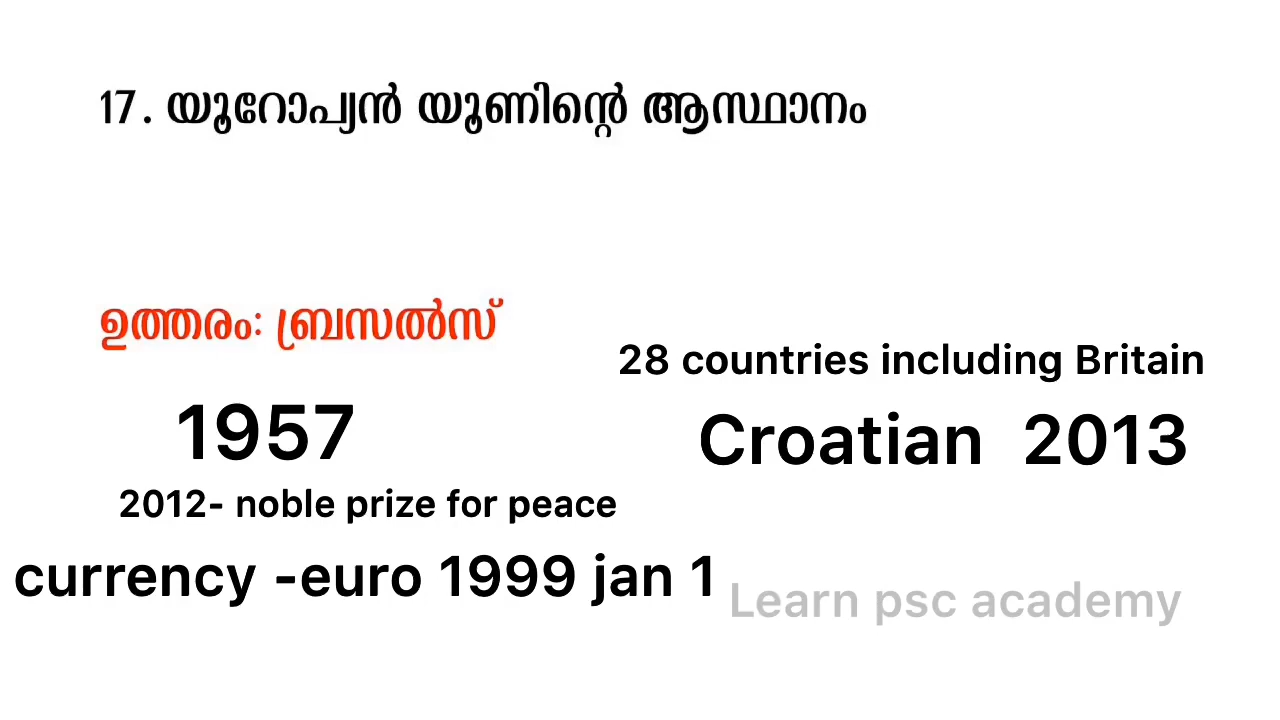 17. യൂറോപ്യൻ യൂണിന്റെ ആസ്ഥാനം
ഉത്തരം: ബ്രസൽസ്
28 countries including Britain
1957
Croatian 2013
2012- noble prize for peace
currency -euro 1999 jan 1
Learn psc academy